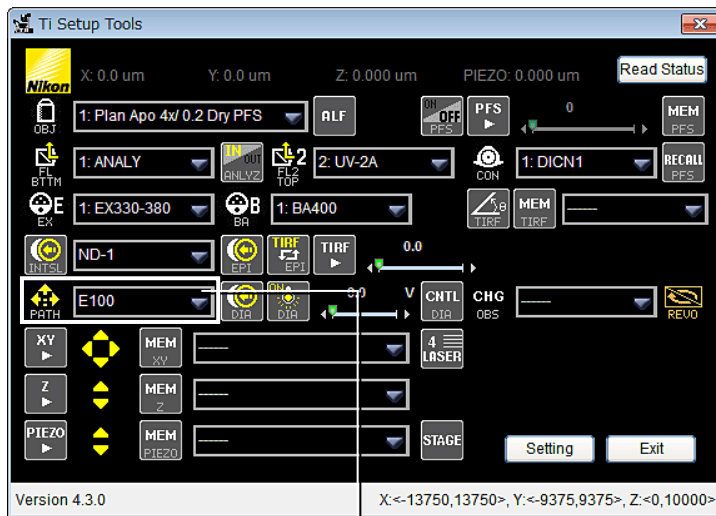 Ti Setup Tools
Nikon X: 0.0 um Y: 0.0 um Z: 0.000 um PIEZO: 0.000 um Read Status
OBJ 1: Plan Apo 4x/ 0.2 Dry PFS ALF ON OFF PFS PFS 0 MEM PFS
FL BTTM 1: ANALY IN OUT ANLYZ 2 FL2 TOP 2: UV-2A CON 1: DICN1 RECALL PFS
E EX 1: EX330-380 B BA 1: BA400 θ TIRF MEM TIRF -----
INTSL ND-1 EPI TIRF EPI TIRF 0.0
PATH E100 DIA ON DIA 0.0 V CNTL DIA CHG OBS ----- REVO
XY MEM XY ----- 4 LASER
Z MEM Z -----
PIEZO MEM PIEZO ----- STAGE Setting Exit
Version 4.3.0 X:<-13750,13750>, Y:<-9375,9375>, Z:<0,10000>